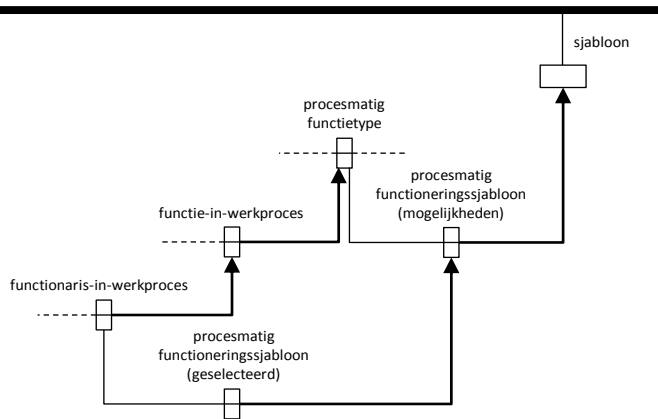 sjabloon
procesmatig
functietype
procesmatig
functioneringssjabloon
(mogelijkheden)
functie-in-werkproces
functionaris-in-werkproces
procesmatig
functioneringssjabloon
(geselecteerd)